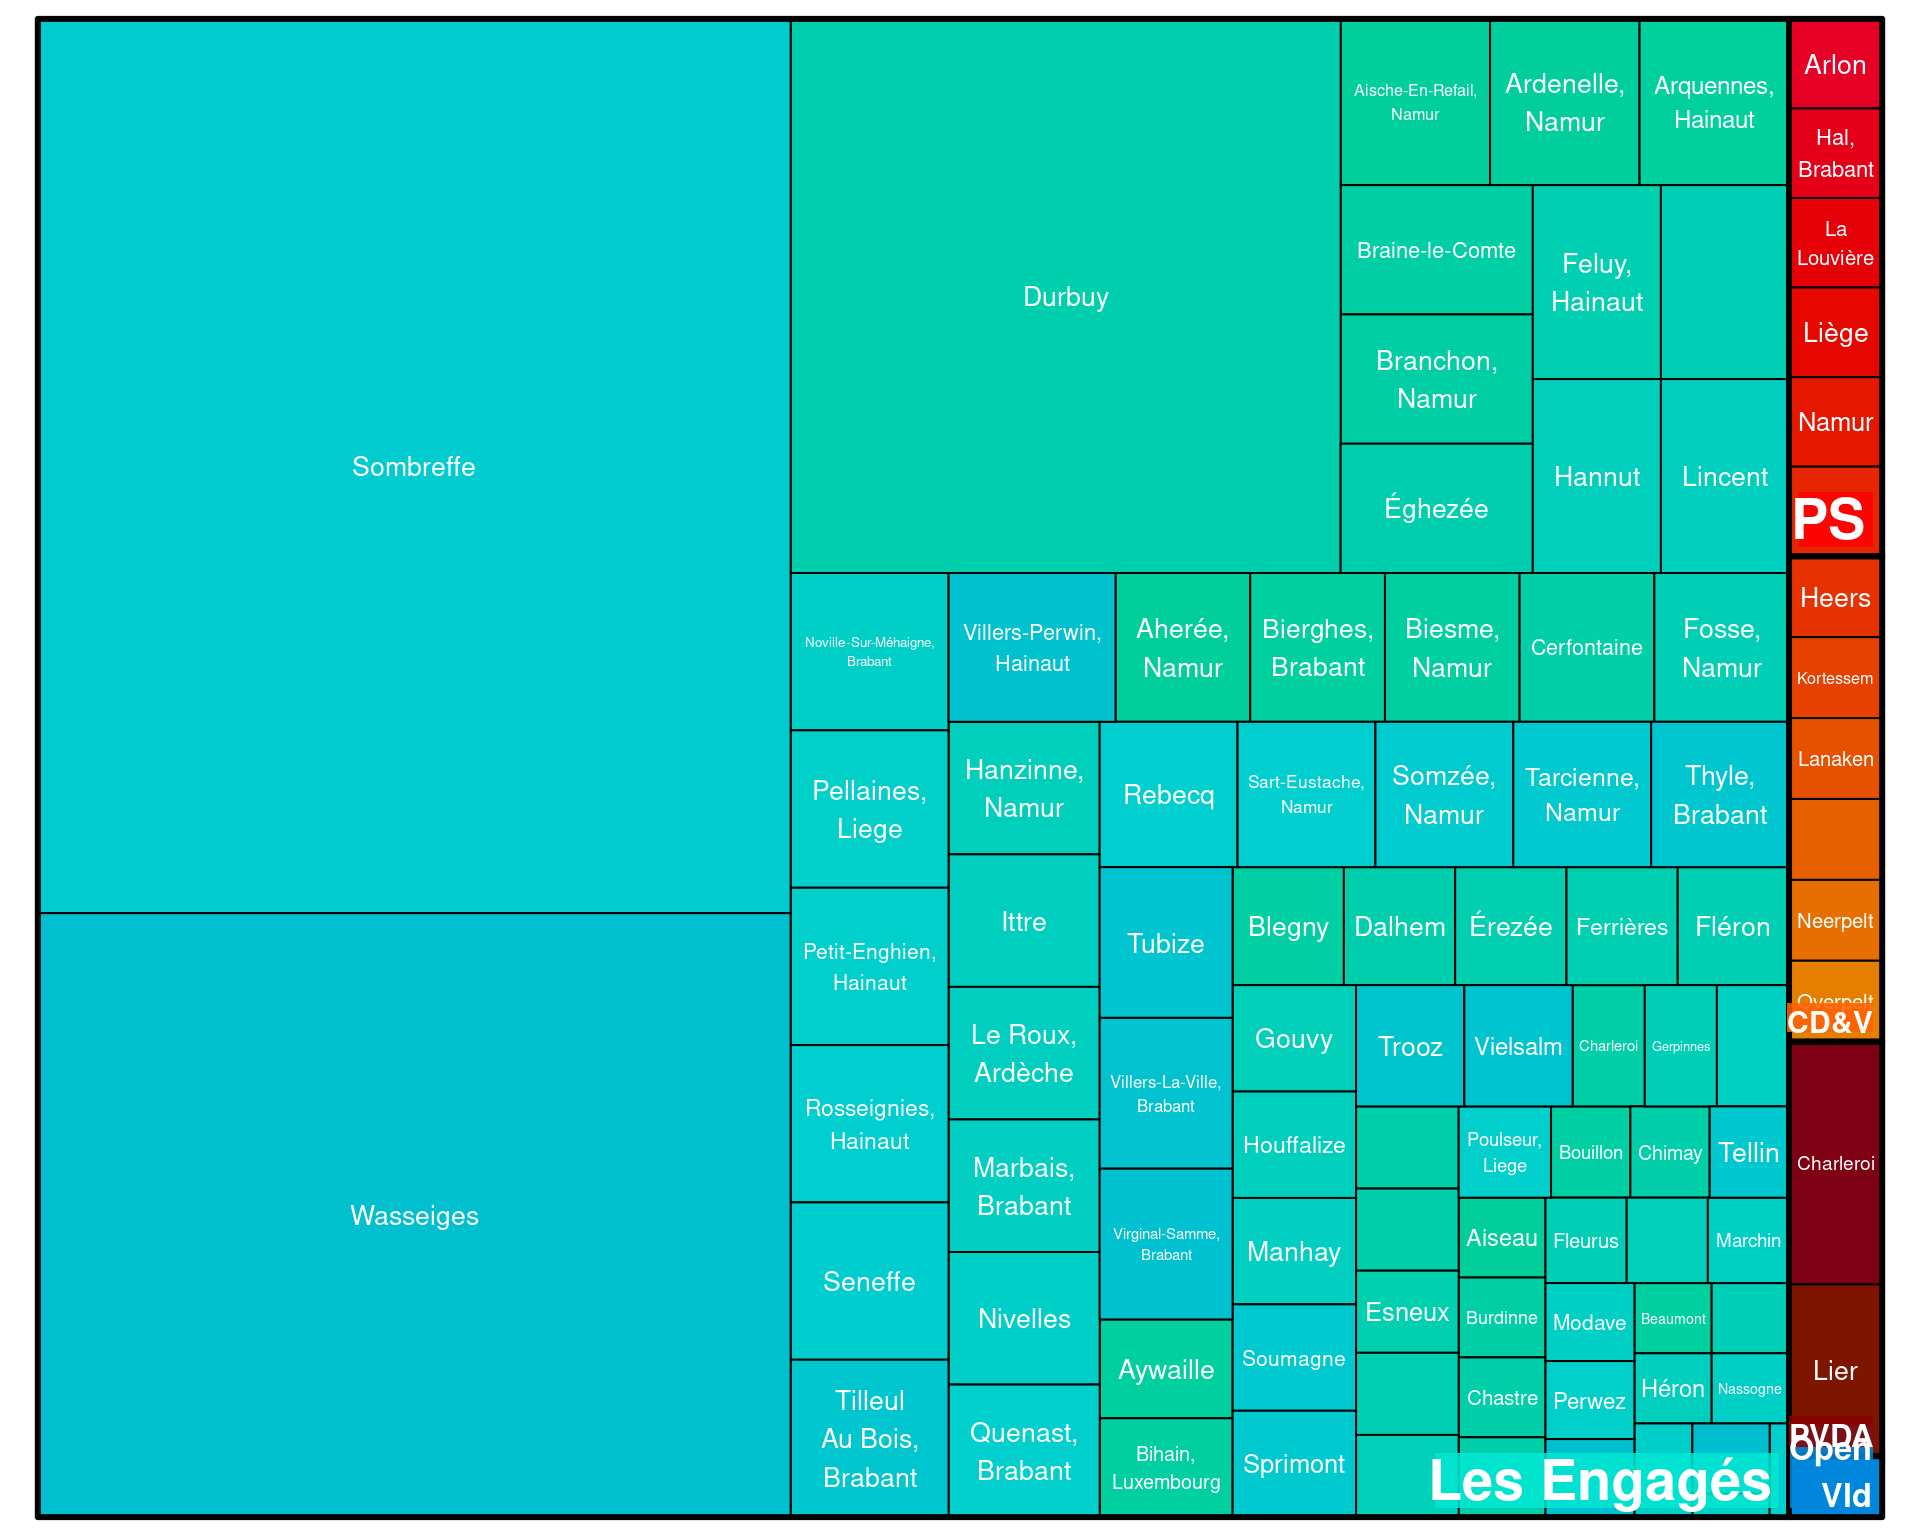 Sombreffe
Wasseiges
Durbuy
Aische-En-Refail,
Namur
Ardenelle,
Namur
Arquennes,
Hainaut
Braine-le-Comte
Feluy,
Hainaut
Branchon,
Namur
Éghezée
Hannut
Lincent
Noville-Sur-Méhaigne,
Brabant
Villers-Perwin,
Hainaut
Aherée,
Namur
Bierghes,
Brabant
Biesme,
Namur
Cerfontaine
Fosse,
Namur
Pellaines,
Liege
Hanzinne,
Namur
Rebecq
Sart-Eustache,
Namur
Somzée,
Namur
Tarcienne,
Namur
Thyle,
Brabant
Petit-Enghien,
Hainaut
Ittre
Tubize
Blegny
Dalhem
Érezée
Ferrières
Fléron
Rosseignies,
Hainaut
Le Roux,
Ardèche
Villers-La-Ville,
Brabant
Gouvy
Trooz
Vielsalm
Charleroi
Gerpinnes
Seneffe
Marbais,
Brabant
Virginal-Samme,
Brabant
Houffalize
Poulseur,
Liege
Bouillon
Chimay
Tellin
Manhay
Aiseau
Fleurus
Marchin
Tilleul
Au Bois,
Brabant
Nivelles
Aywaille
Soumagne
Esneux
Burdinne
Modave
Beaumont
Quenast,
Brabant
Bihain,
Luxembourg
Sprimont
Chastre
Perwez
Héron
Nassogne
Les Engagés
Arlon
Hal,
Brabant
La
Louvière
Liège
Namur
PS
Heers
Kortessem
Lanaken
Neerpelt
Overpelt
CD&V
Charleroi
Lier
PVDA
Open
Vld